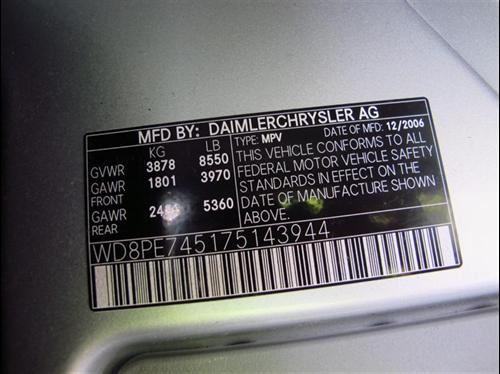 MFD BY: DAIMLERCHRYSLER AG
KG LB TYPE: MPV DATE OF MFD: 12/2006
GVWR 3878 8550 THIS VEHICLE CONFORMS TO ALL
GAWR 1801 3970 FEDERAL MOTOR VEHICLE SAFETY
FRONT STANDARDS IN EFFECT ON THE
GAWR 5360 DATE OF MANUFACTURE SHOWN
REAR ABOVE.
WD8PE745175143944